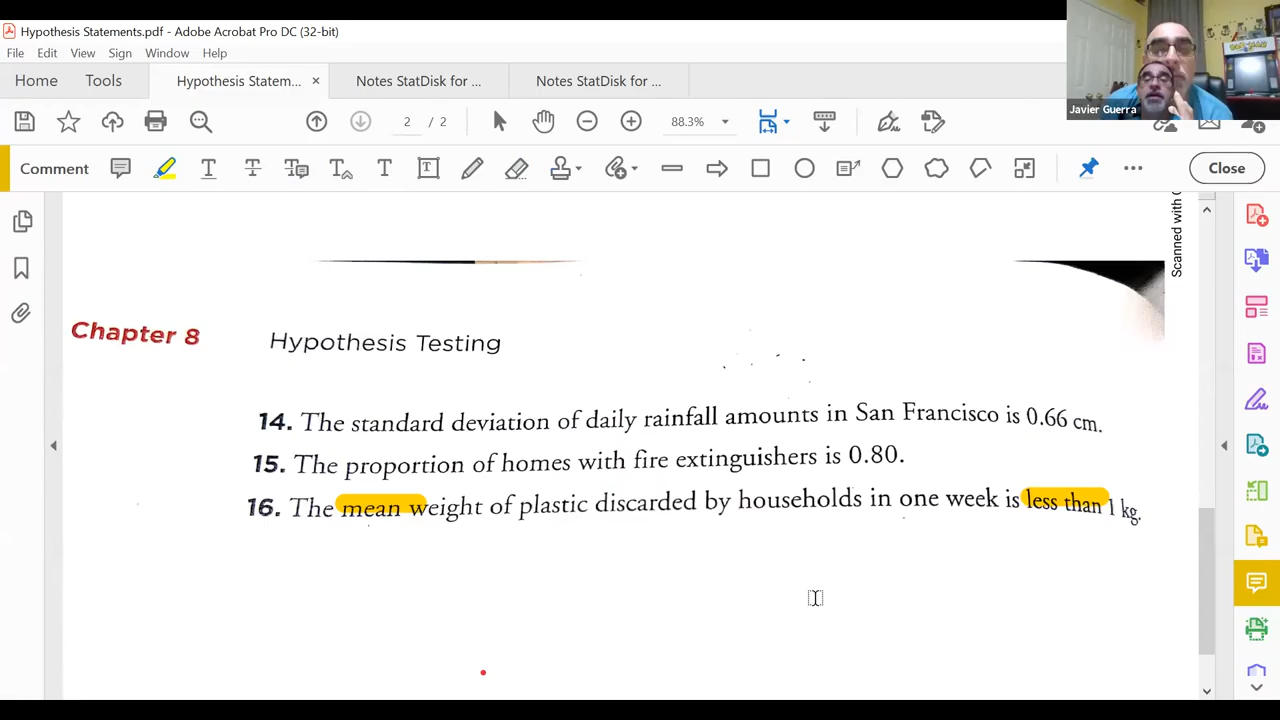 Hypothesis Statements.pdf - Adobe Acrobat Pro DC (32-bit)
File Edit View Sign Window Help
Home Tools Hypothesis Statem... × Notes StatDisk for ... Notes StatDisk for ...
Javier Guerra
/ 2 88.3%
Comment Close
Scanned with C
Chapter 8 Hypothesis Testing
14. The standard deviation of daily rainfall amounts in San Francisco is 0.66 cm.
15. The proportion of homes with fire extinguishers is 0.80.
16. The mean weight of plastic discarded by households in one week is less than 1 kg.